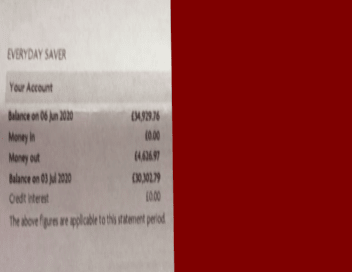 EVERYDAY SAVER
Your Account
Balance on 06 Jun 2020 £34,929.76
Money in £0.00
Money out £4,626.97
Balance on 03 Jul 2020 £30,302.79
Credit interest £0.00
The above figures are applicable to this statement period.